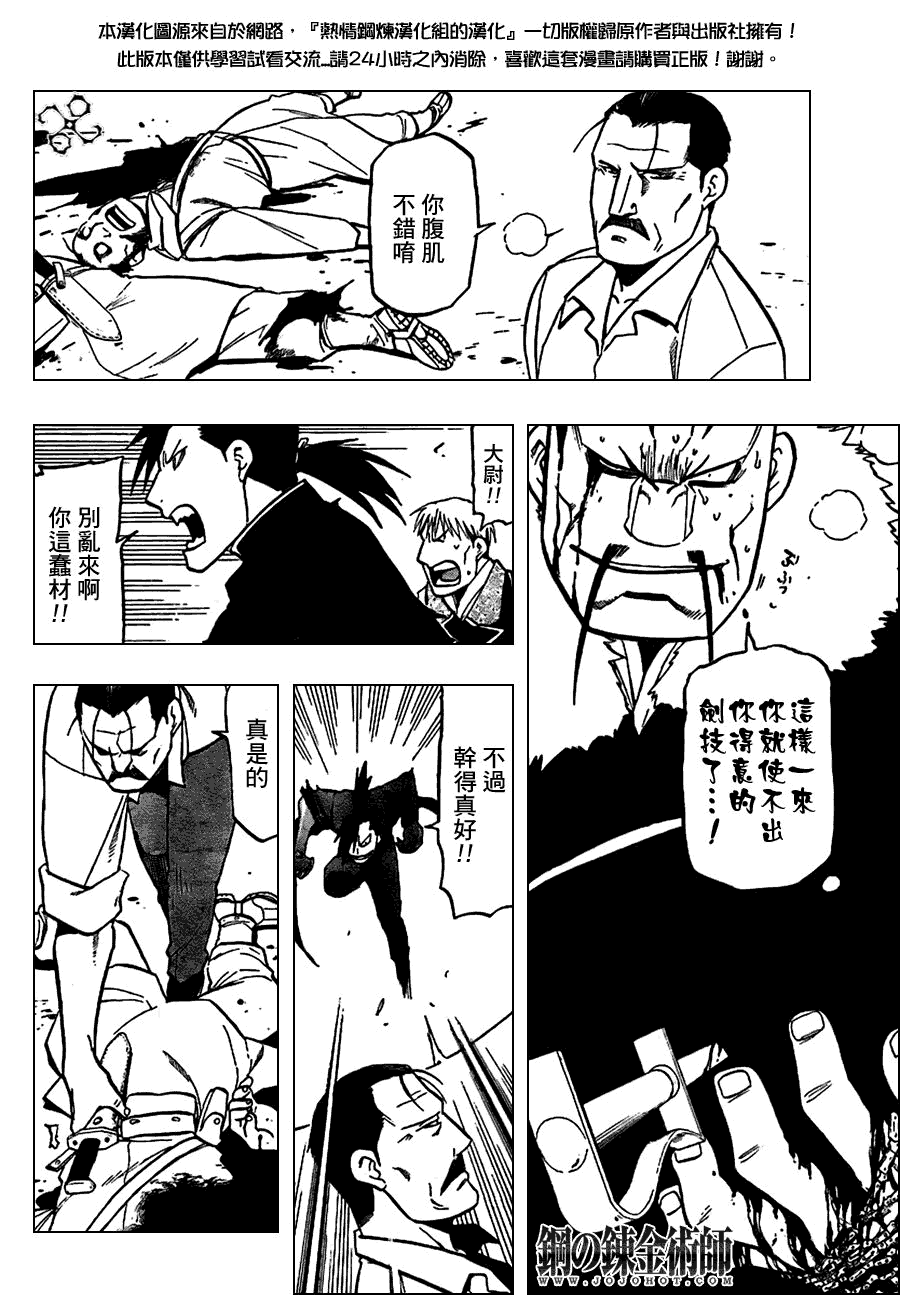 本漢化圖源來自於網路，『熱情鋼煉漢化組的漢化』一切版權歸原作者與出版社擁有！
此版本僅供學習試看交流…請24小時之內消除，喜歡這套漫畫請購買正版！謝謝。
你腹肌
不錯唷
ぶふっ
這樣一來
你就使不出
你得意的
劍技了…！
大尉!!
別亂來啊
你這蠢材!!
不過
幹得真好!!
真是的
鋼の錬金術師
WWW.JOJOHOT.COM